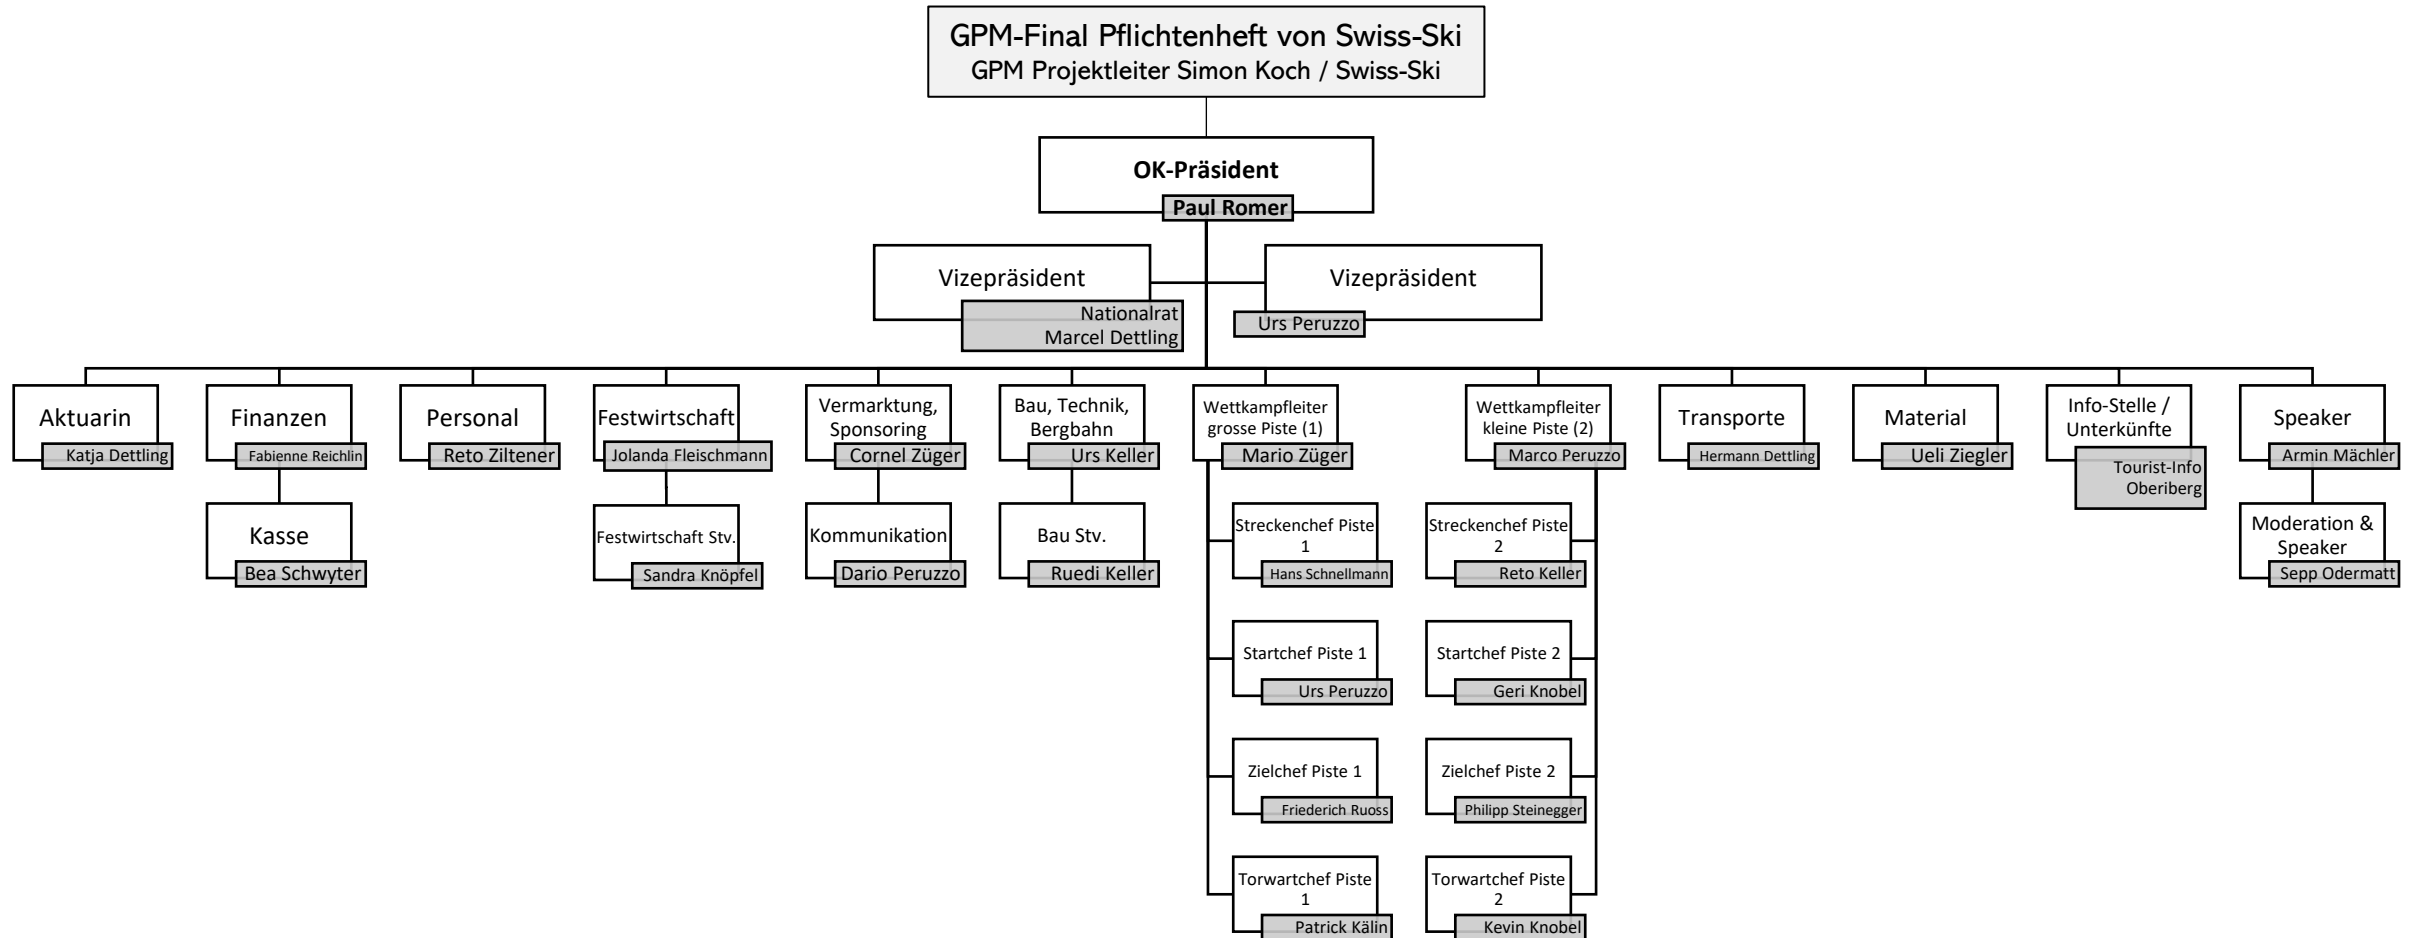 GPM-Final Pflichtenheft von Swiss-Ski
GPM Projektleiter Simon Koch / Swiss-Ski
OK-Präsident
Paul Romer
Vizepräsident
Nationalrat
Marcel Dettling
Vizepräsident
Urs Peruzzo
Aktuarin
Katja Dettling
Finanzen
Fabienne Reichlin
Kasse
Bea Schwyter
Personal
Reto Ziltener
Festwirtschaft
Jolanda Fleischmann
Festwirtschaft Stv.
Sandra Knöpfel
Vermarktung,
Sponsoring
Cornel Züger
Kommunikation
Dario Peruzzo
Bau, Technik,
Bergbahn
Urs Keller
Bau Stv.
Ruedi Keller
Wettkampfleiter
grosse Piste (1)
Mario Züger
Streckenchef Piste
1
Hans Schnellmann
Startchef Piste 1
Urs Peruzzo
Zielchef Piste 1
Friederich Ruoss
Torwartchef Piste
1
Patrick Kälin
Wettkampfleiter
kleine Piste (2)
Marco Peruzzo
Streckenchef Piste
2
Reto Keller
Startchef Piste 2
Geri Knobel
Zielchef Piste 2
Philipp Steinegger
Torwartchef Piste
2
Kevin Knobel
Transporte
Hermann Dettling
Material
Ueli Ziegler
Info-Stelle /
Unterkünfte
Tourist-Info
Oberiberg
Speaker
Armin Mächler
Moderation &
Speaker
Sepp Odermatt